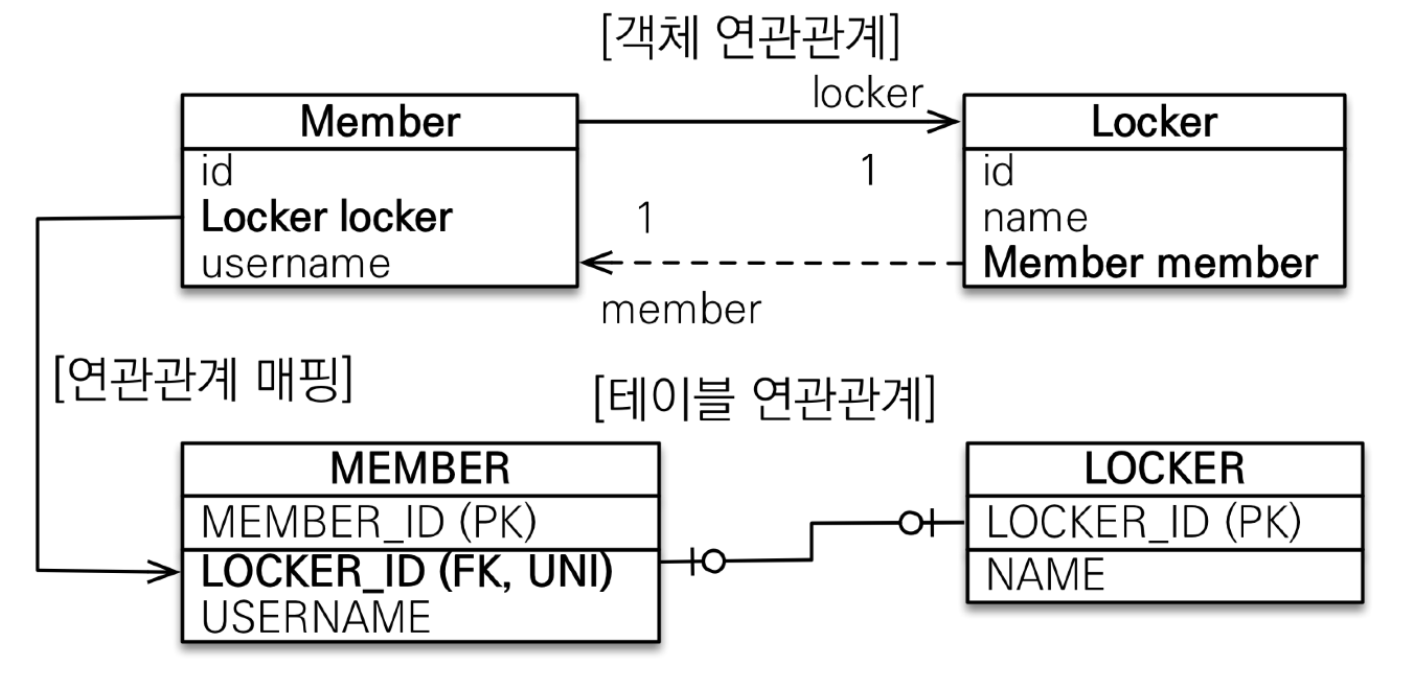 [객체 연관관계]
locker
Member
Locker
id
Locker locker
username
1
1
id
name
Member member
member
[연관관계 매핑]
[테이블 연관관계]
MEMBER
MEMBER_ID (PK)
LOCKER_ID (FK, UNI)
USERNAME
LOCKER
LOCKER_ID (PK)
NAME